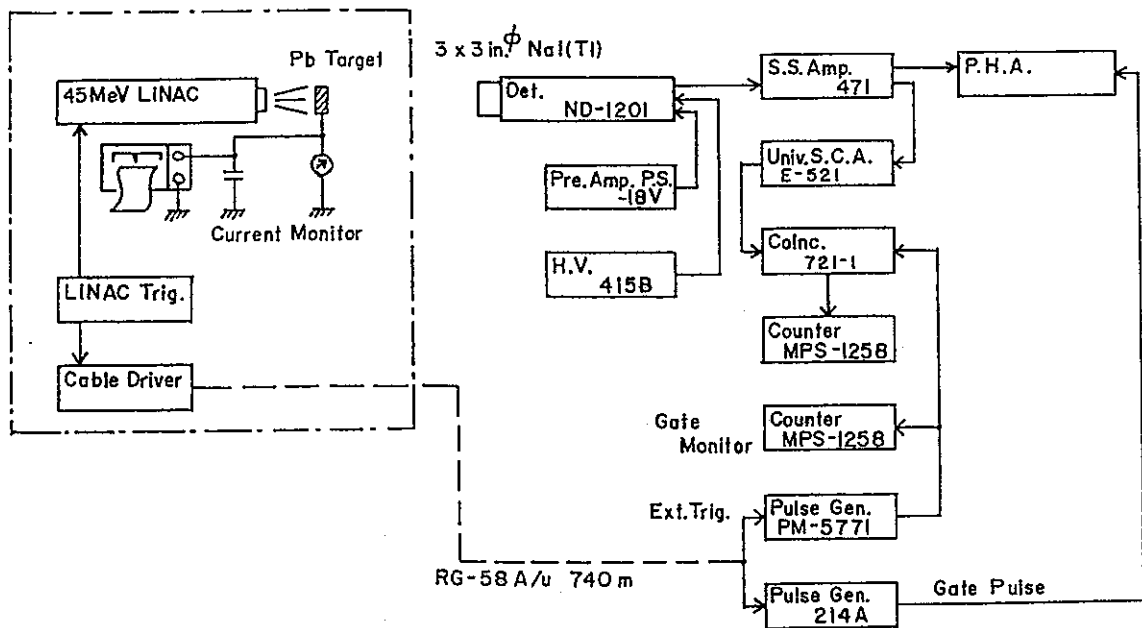 Pb Target
45MeV LINAC
Current Monitor
LINAC Trig.
Cable Driver
3 x 3 in.φ NaI(Tl)
Det.
ND-1201
Pre.Amp. P.S.
-18V
H.V.
415B
S.S.Amp.
471
P.H.A.
Univ.S.C.A.
E-521
Coinc.
721-1
Counter
MPS-1258
Gate
Monitor
Counter
MPS-1258
Ext.Trig.
Pulse Gen.
PM-5771
RG-58 A/u 740 m
Pulse Gen.
214A
Gate Pulse